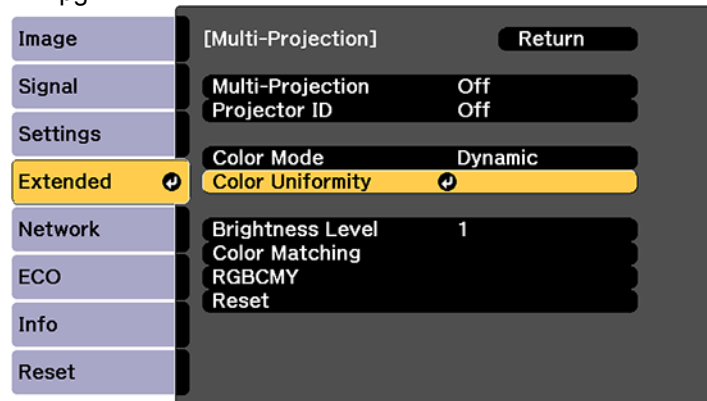 Image
Signal
Settings
Extended
Network
ECO
Info
Reset
[Multi-Projection] Return
Multi-Projection Off
Projector ID Off
Color Mode Dynamic
Color Uniformity
Brightness Level 1
Color Matching
RGBCMY
Reset